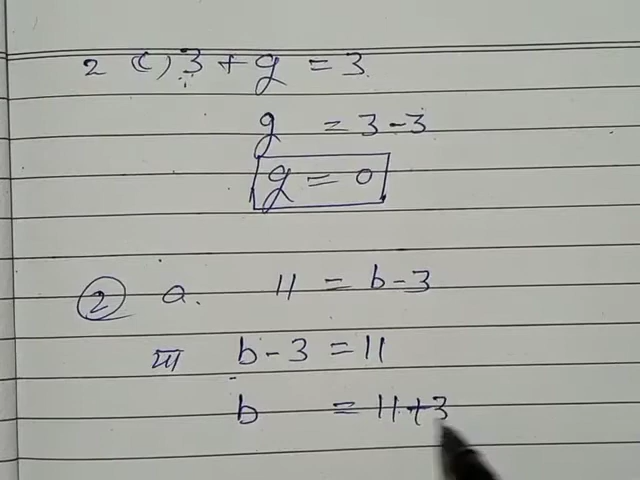 2 (c) 3 + g = 3
g = 3 - 3
g = 0
2 a. 11 = b - 3
या b - 3 = 11
b = 11 + 3